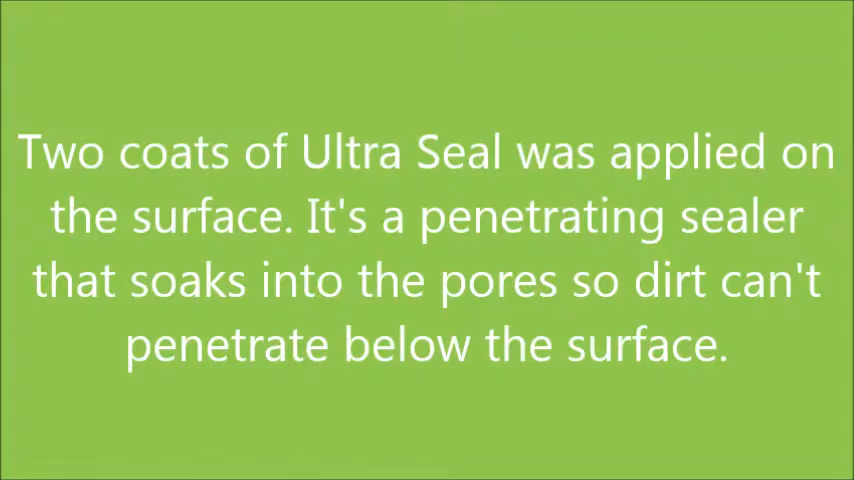 Two coats of Ultra Seal was applied on
the surface. It's a penetrating sealer
that soaks into the pores so dirt can't
penetrate below the surface.